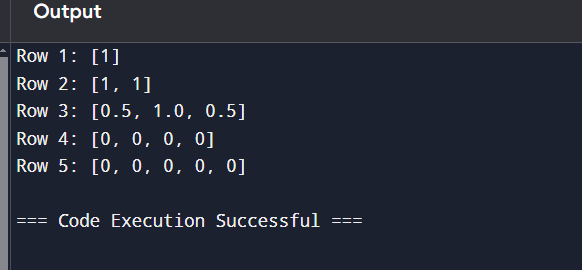 Output
Row 1: [1]
Row 2: [1, 1]
Row 3: [0.5, 1.0, 0.5]
Row 4: [0, 0, 0, 0]
Row 5: [0, 0, 0, 0, 0]
=== Code Execution Successful ===